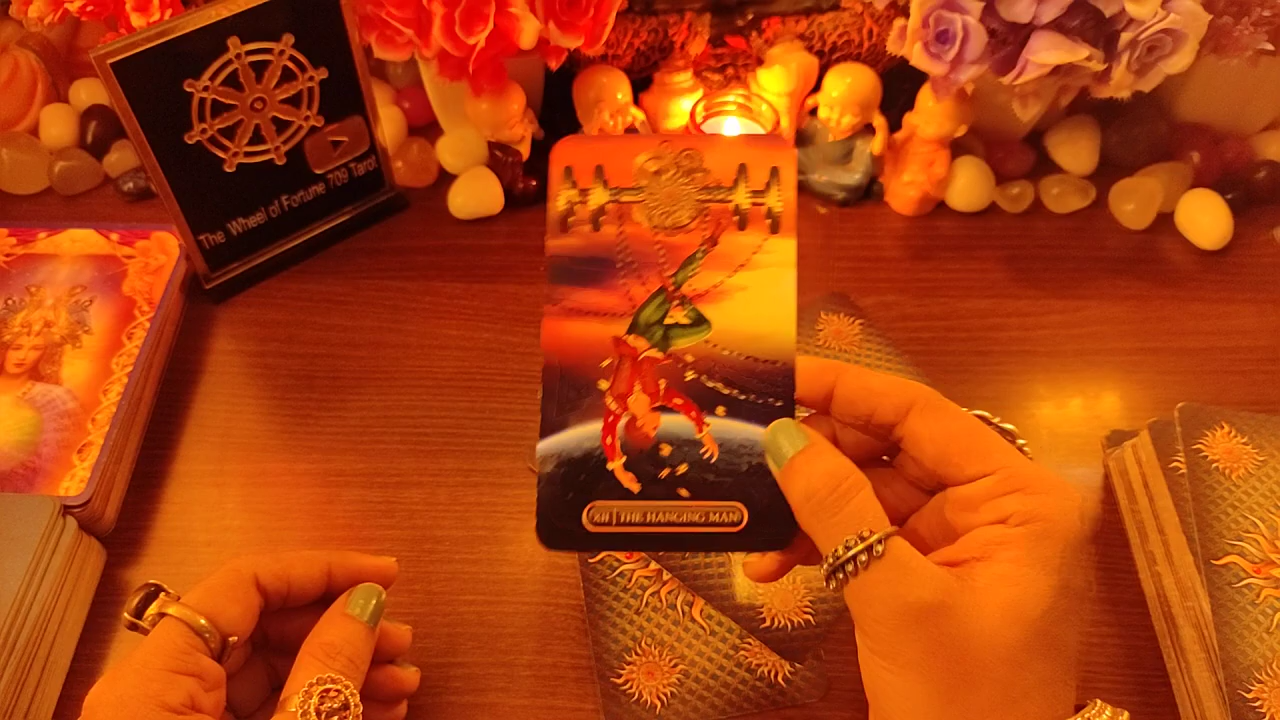 The Wheel of Fortune 709 Tarot
XII | THE HANGING MAN